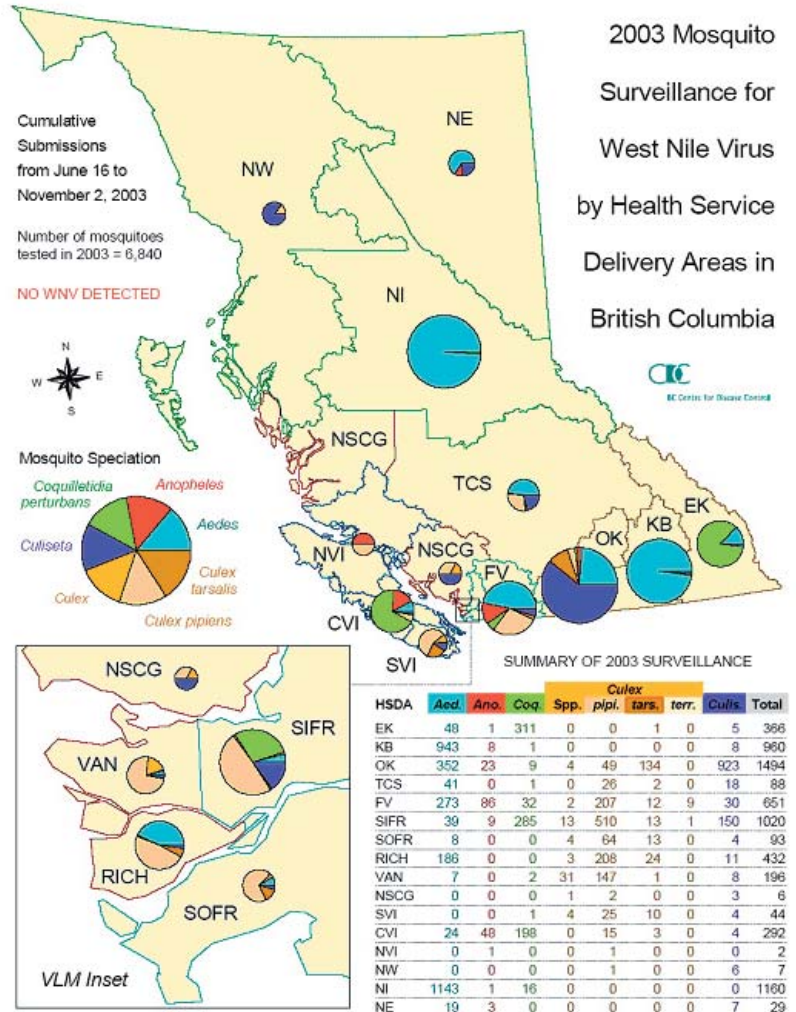 2003 Mosquito
Surveillance for
West Nile Virus
by Health Service
Delivery Areas in
British Columbia
CDC
BC Centre for Disease Control
Cumulative
Submissions
from June 16 to
November 2, 2003
Number of mosquitoes
tested in 2003 = 6,840
NO WNV DETECTED
N
W E
S
NE
NW
NI
NSCG
TCS
EK
KB
OK
NVI
NSCG
FV
CVI
SVI
Mosquito Speciation
Coquilletidia
perturbans
Anopheles
Aedes
Culiseta
Culex
tarsalis
Culex
Culex pipiens
NSCG
SIFR
VAN
RICH
SOFR
VLM Inset
SUMMARY OF 2003 SURVEILLANCE
Culex
HSDA Aed. Ano. Coq. Spp. pipi. tars. terr. Culis. Total
EK 48 1 311 0 0 1 0 5 366
KB 943 8 1 0 0 0 0 8 960
OK 352 23 9 4 49 134 0 923 1494
TCS 41 0 1 0 26 2 0 18 88
FV 273 86 32 2 207 12 9 30 651
SIFR 39 9 285 13 510 13 1 150 1020
SOFR 8 0 0 4 64 13 0 4 93
RICH 186 0 0 3 208 24 0 11 432
VAN 7 0 2 31 147 1 0 8 196
NSCG 0 0 0 1 2 0 0 3 6
SVI 0 0 1 4 25 10 0 4 44
CVI 24 48 198 0 15 3 0 4 292
NVI 0 1 0 0 1 0 0 0 2
NW 0 0 0 0 1 0 0 6 7
NI 1143 1 16 0 0 0 0 0 1160
NE 19 3 0 0 0 0 0 7 29